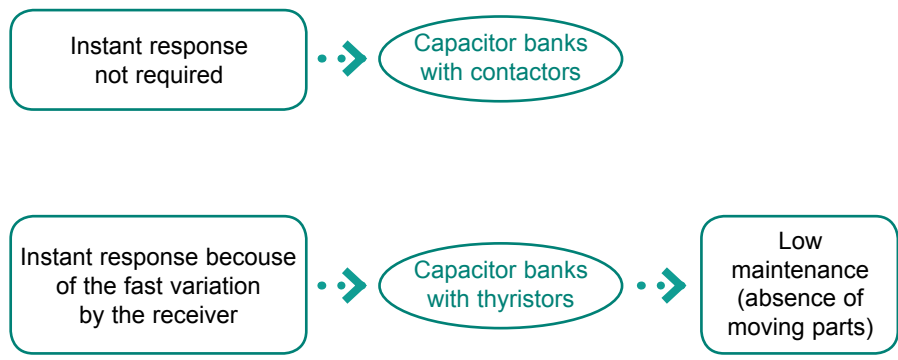 Instant response
not required
Capacitor banks
with contactors
Instant response becouse
of the fast variation
by the receiver
Capacitor banks
with thyristors
Low
maintenance
(absence of
moving parts)